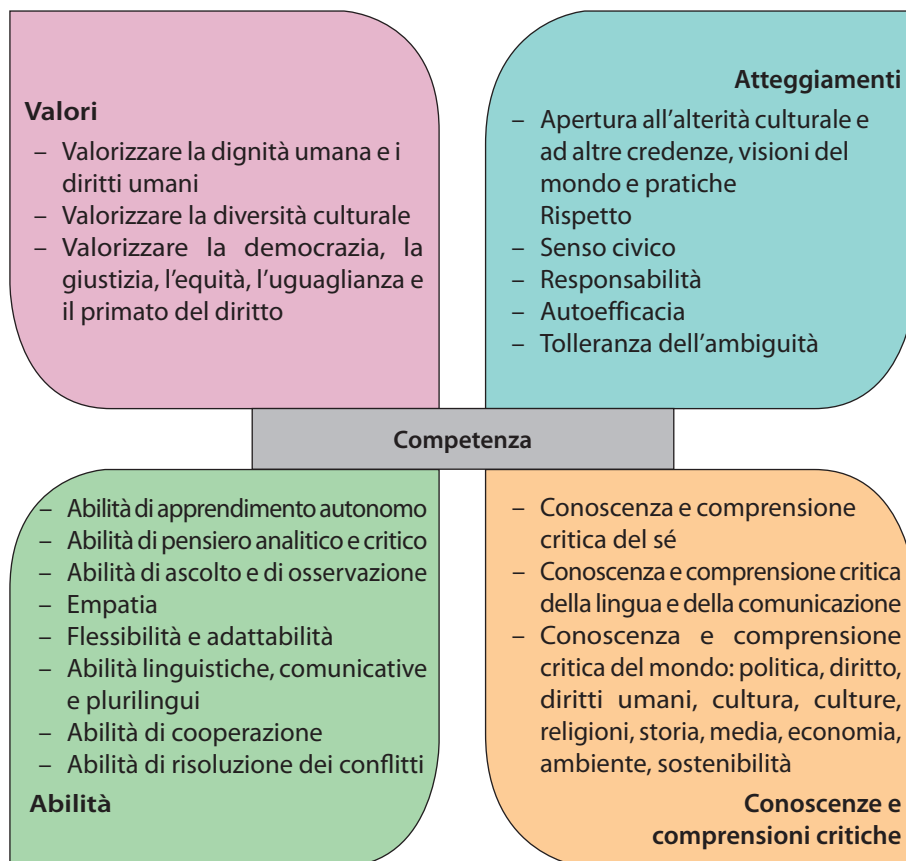 Valori
– Valorizzare la dignità umana e i
diritti umani
– Valorizzare la diversità culturale
– Valorizzare la democrazia, la
giustizia, l'equità, l'uguaglianza e
il primato del diritto
Atteggiamenti
– Apertura all'alterità culturale e
ad altre credenze, visioni del
mondo e pratiche
Rispetto
– Senso civico
– Responsabilità
– Autoefficacia
– Tolleranza dell'ambiguità
Competenza
– Abilità di apprendimento autonomo
– Abilità di pensiero analitico e critico
– Abilità di ascolto e di osservazione
– Empatia
– Flessibilità e adattabilità
– Abilità linguistiche, comunicative
e plurilingui
– Abilità di cooperazione
– Abilità di risoluzione dei conflitti
Abilità
– Conoscenza e comprensione
critica del sé
– Conoscenza e comprensione critica
della lingua e della comunicazione
– Conoscenza e comprensione
critica del mondo: politica, diritto,
diritti umani, cultura, culture,
religioni, storia, media, economia,
ambiente, sostenibilità
Conoscenze e
comprensioni critiche